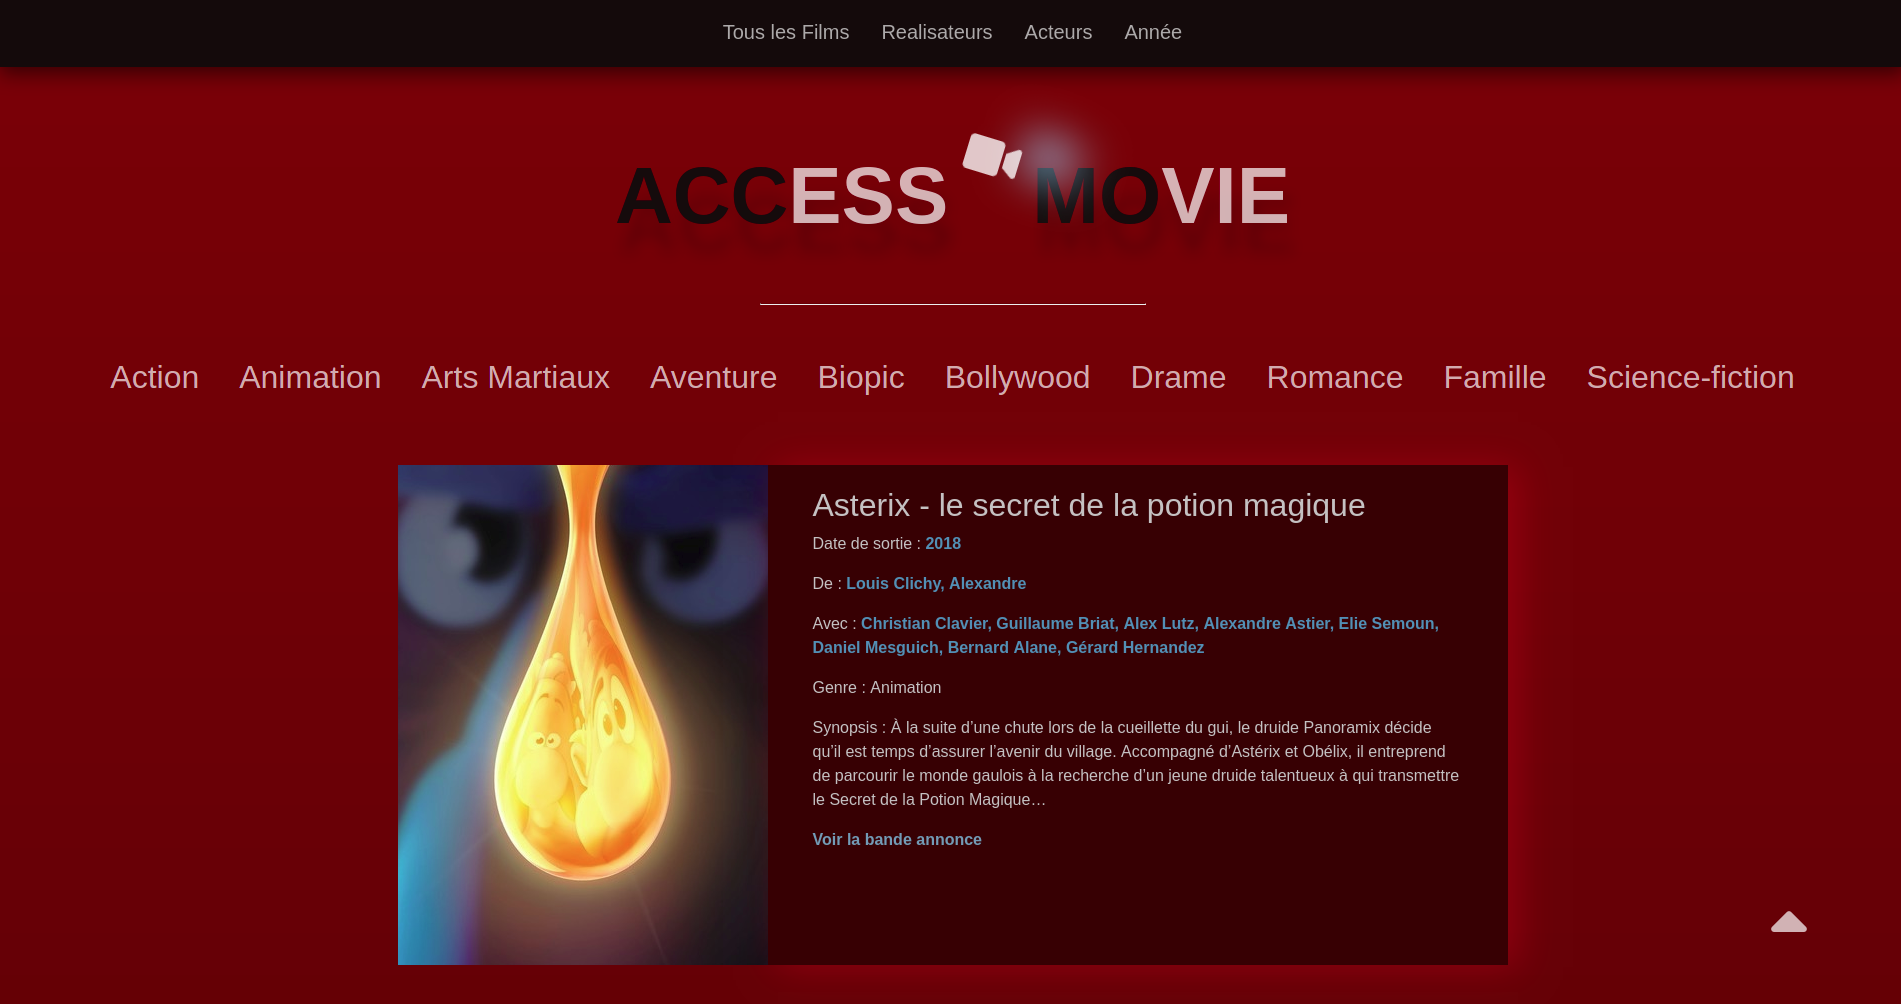 Tous les Films Realisateurs Acteurs Année
ACCESS MOVIE
Action Animation Arts Martiaux Aventure Biopic Bollywood Drame Romance Famille Science-fiction
Asterix - le secret de la potion magique
Date de sortie : 2018
De : Louis Clichy, Alexandre
Avec : Christian Clavier, Guillaume Briat, Alex Lutz, Alexandre Astier, Elie Semoun,
Daniel Mesguich, Bernard Alane, Gérard Hernandez
Genre : Animation
Synopsis : À la suite d’une chute lors de la cueillette du gui, le druide Panoramix décide
qu’il est temps d’assurer l’avenir du village. Accompagné d’Astérix et Obélix, il entreprend
de parcourir le monde gaulois à la recherche d’un jeune druide talentueux à qui transmettre
le Secret de la Potion Magique…
Voir la bande annonce